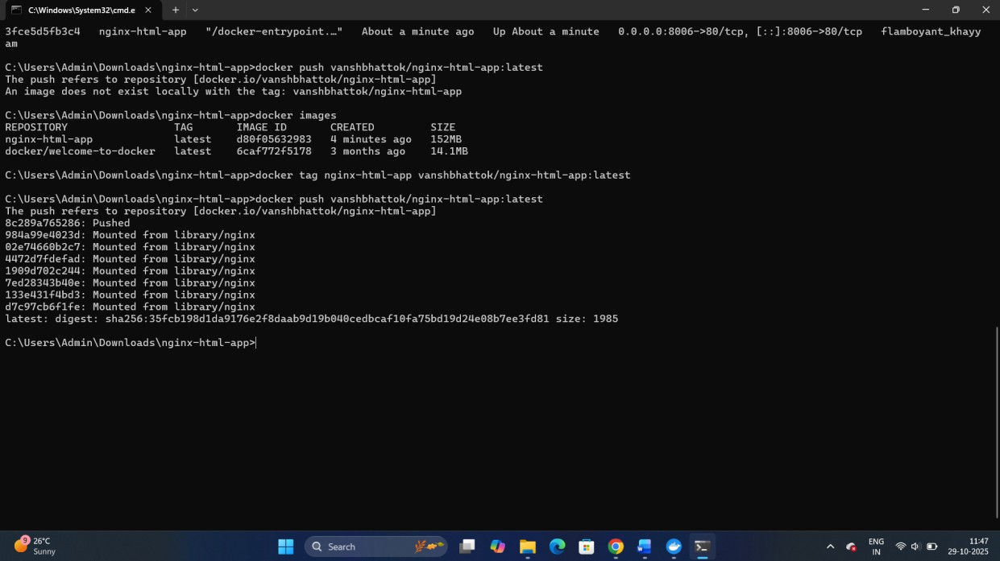 C:\Windows\System32\cmd.e
3fce5d5fb3c4   nginx-html-app   "/docker-entrypoint.…"   About a minute ago   Up About a minute   0.0.0.0:8006->80/tcp, [::]:8006->80/tcp   flamboyant_khayy
am
C:\Users\Admin\Downloads\nginx-html-app>docker push vanshbhattok/nginx-html-app:latest
The push refers to repository [docker.io/vanshbhattok/nginx-html-app]
An image does not exist locally with the tag: vanshbhattok/nginx-html-app
C:\Users\Admin\Downloads\nginx-html-app>docker images
REPOSITORY                 TAG       IMAGE ID       CREATED         SIZE
nginx-html-app             latest    d80f05632983   4 minutes ago   152MB
docker/welcome-to-docker   latest    6caf772f5178   3 months ago    14.1MB
C:\Users\Admin\Downloads\nginx-html-app>docker tag nginx-html-app vanshbhattok/nginx-html-app:latest
C:\Users\Admin\Downloads\nginx-html-app>docker push vanshbhattok/nginx-html-app:latest
The push refers to repository [docker.io/vanshbhattok/nginx-html-app]
8c289a765286: Pushed
984a99e4023d: Mounted from library/nginx
02e74660b2c7: Mounted from library/nginx
4472d7fdefad: Mounted from library/nginx
1909d702c244: Mounted from library/nginx
7ed28343b40e: Mounted from library/nginx
133e431f4bd3: Mounted from library/nginx
d7c97cb6f1fe: Mounted from library/nginx
latest: digest: sha256:35fcb198d1da9176e2f8daab9d19b040cedbcaf10fa75bd19d24e08b7ee3fd81 size: 1985
C:\Users\Admin\Downloads\nginx-html-app>
9
26°C
Sunny
Search
ENG
IN
11:47
29-10-2025